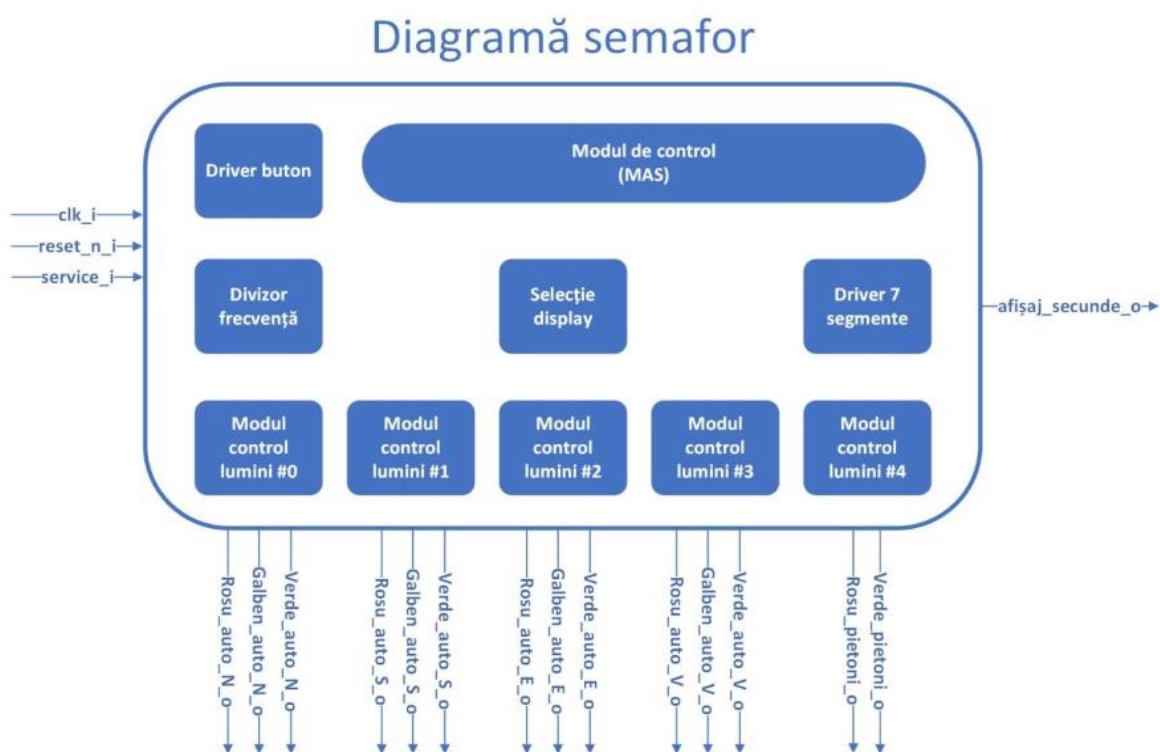 Diagramă semafor
Driver buton
Modul de control
(MAS)
clk_i
reset_n_i
service_i
Divizor
frecvență
Selecție
display
Driver 7
segmente
afișaj_secunde_o
Modul
control
lumini #0
Modul
control
lumini #1
Modul
control
lumini #2
Modul
control
lumini #3
Modul
control
lumini #4
Rosu_auto_N_o
Galben_auto_N_o
Verde_auto_N_o
Rosu_auto_S_o
Galben_auto_S_o
Verde_auto_S_o
Rosu_auto_E_o
Galben_auto_E_o
Verde_auto_E_o
Rosu_auto_V_o
Galben_auto_V_o
Verde_auto_V_o
Rosu_pietoni_o
Verde_pietoni_o